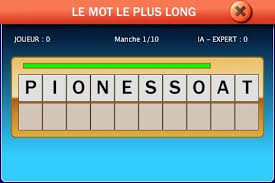 LE MOT LE PLUS LONG
JOUEUR : 0 Manche 1/10 IA - EXPERT : 0
P I O N E S S O A T